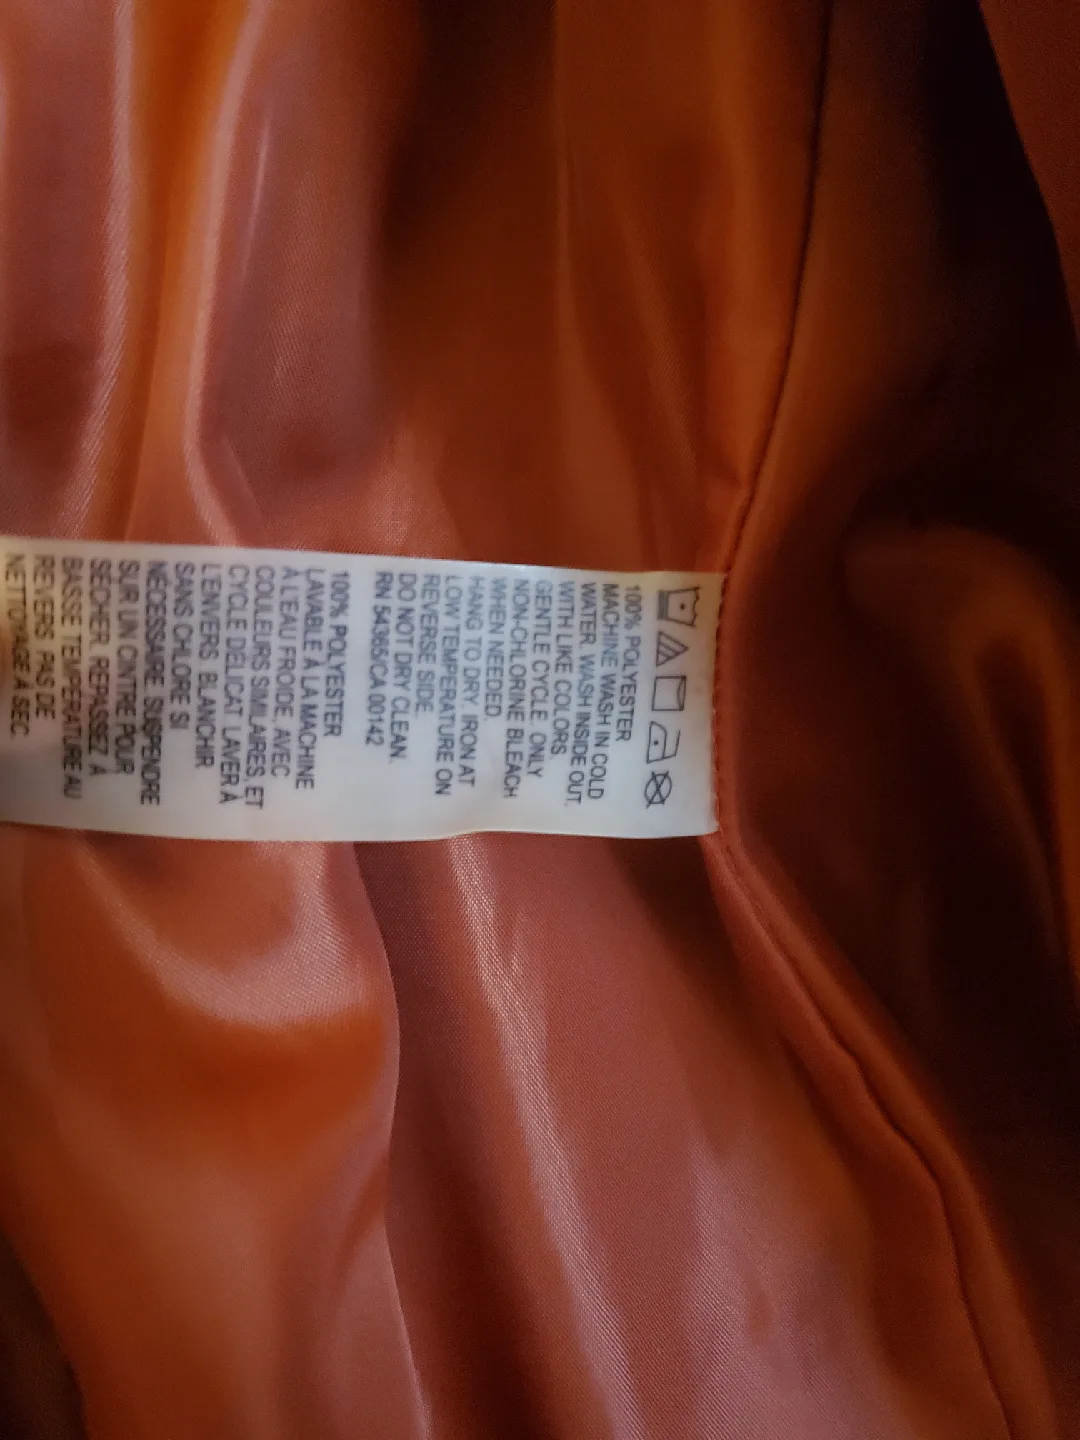 100% POLYESTER
MACHINE WASH IN COLD
WATER. WASH INSIDE OUT.
WITH LIKE COLORS.
GENTLE CYCLE. ONLY
NON-CHLORINE BLEACH
WHEN NEEDED.
HANG TO DRY. IRON AT
LOW TEMPERATURE ON
REVERSE SIDE.
DO NOT DRY CLEAN.
RN 54365/CA 00142
100% POLYESTER
LAVABLE À LA MACHINE
À L'EAU FROIDE, AVEC
COULEURS SIMILAIRES, ET
CYCLE DÉLICAT. LAVER À
L'ENVERS. BLANCHIR
SANS CHLORE SI
NÉCESSAIRE. SUSPENDRE
SUR UN CINTRE POUR
SÉCHER. REPASSEZ À
BASSE TEMPÉRATURE AU
REVERS. PAS DE
NETTOYAGE À SEC.